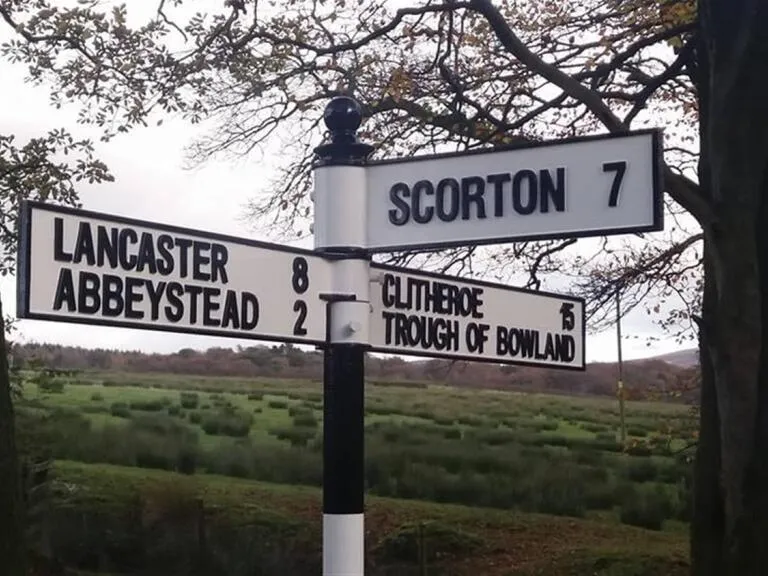 SCORTON 7
LANCASTER 8
ABBEYSTEAD 2
CLITHEROE 15
TROUGH OF BOWLAND